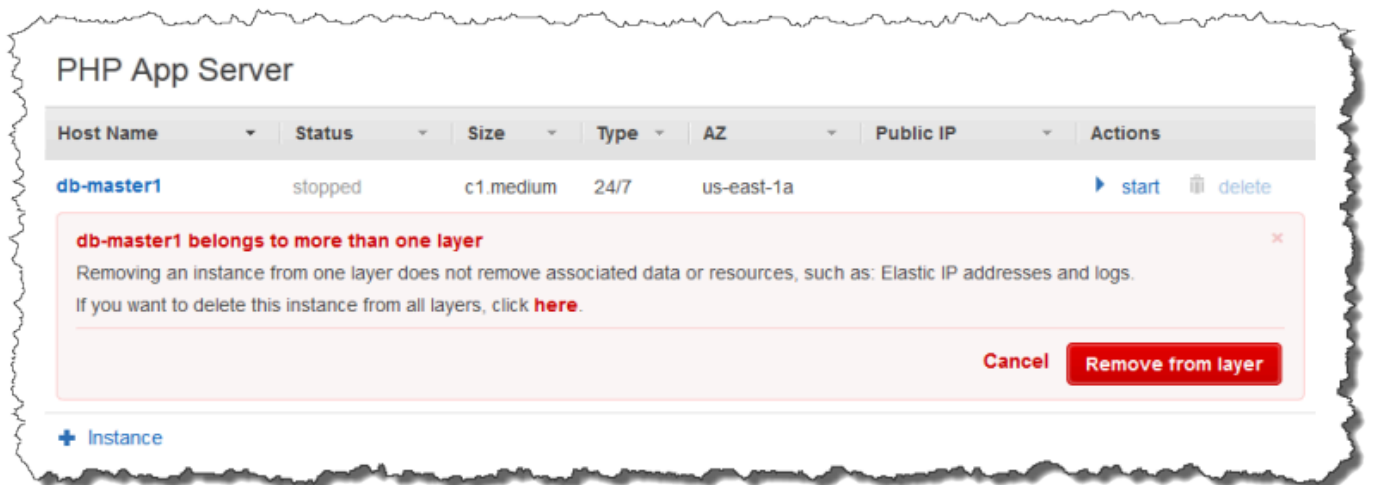 PHP App Server
Host Name Status Size Type AZ Public IP Actions
db-master1 stopped c1.medium 24/7 us-east-1a start delete
db-master1 belongs to more than one layer ×
Removing an instance from one layer does not remove associated data or resources, such as: Elastic IP addresses and logs.
If you want to delete this instance from all layers, click here.
Cancel Remove from layer
+ Instance